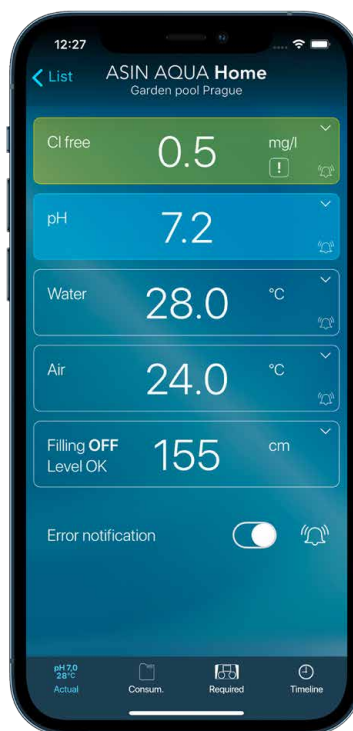 12:27
List
ASIN AQUA Home
Garden pool Prague
Cl free
0.5
mg/l
!
pH
7.2
Water
28.0
°C
Air
24.0
°C
Filling OFF
Level OK
155
cm
Error notification
pH 7,0
28°C
Actual
Consum.
Required
Timeline